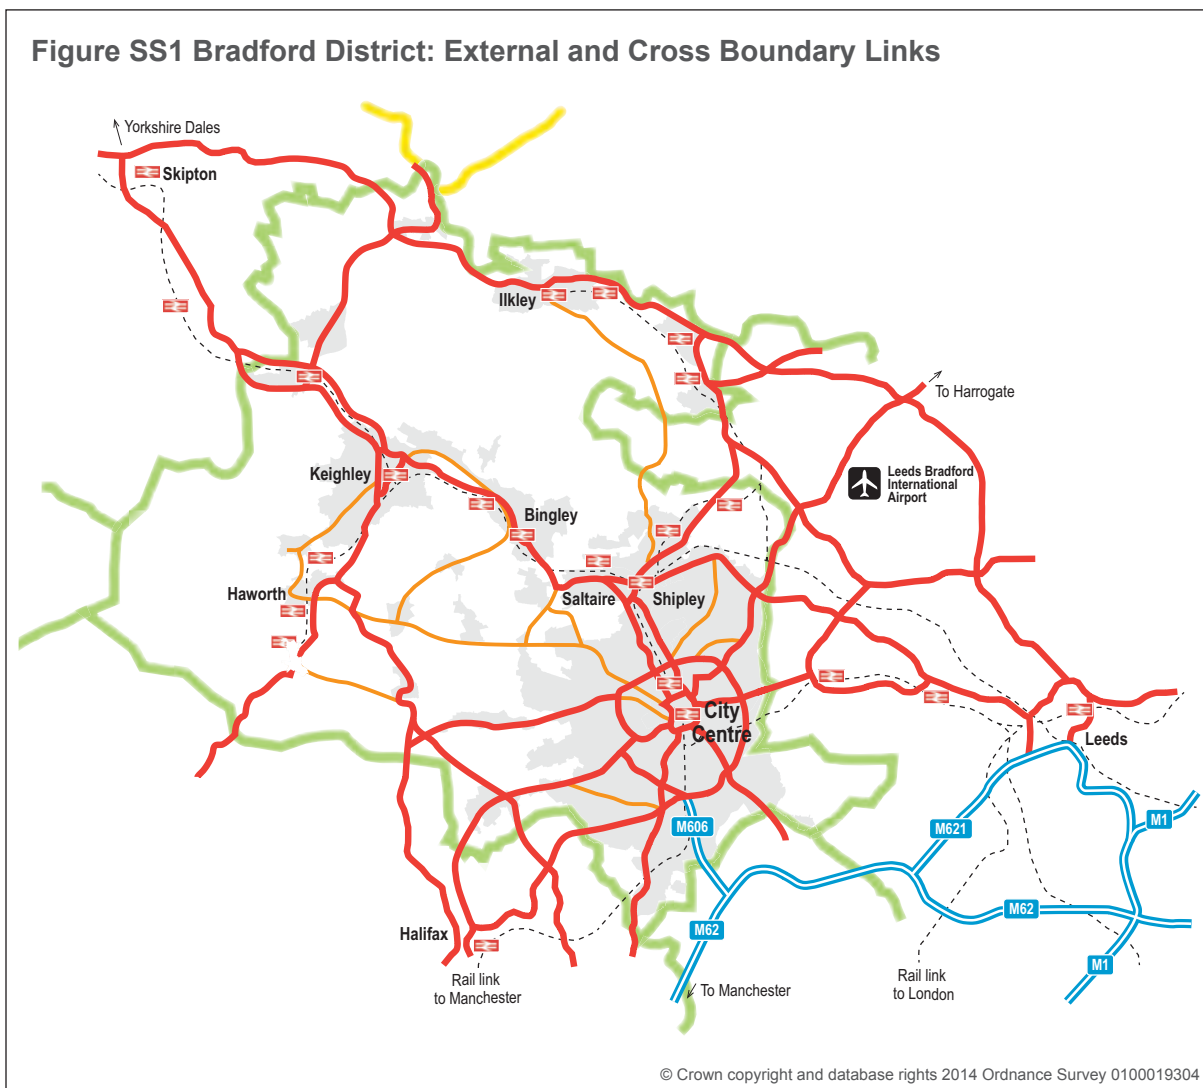 Figure SS1 Bradford District: External and Cross Boundary Links
Yorkshire Dales
Skipton
Ilkley
To Harrogate
Leeds Bradford
International
Airport
Keighley
Bingley
Haworth
Saltaire
Shipley
City
Centre
Leeds
M606
M621
M1
M62
M62
M1
Halifax
Rail link
to Manchester
To Manchester
Rail link
to London
© Crown copyright and database rights 2014 Ordnance Survey 0100019304